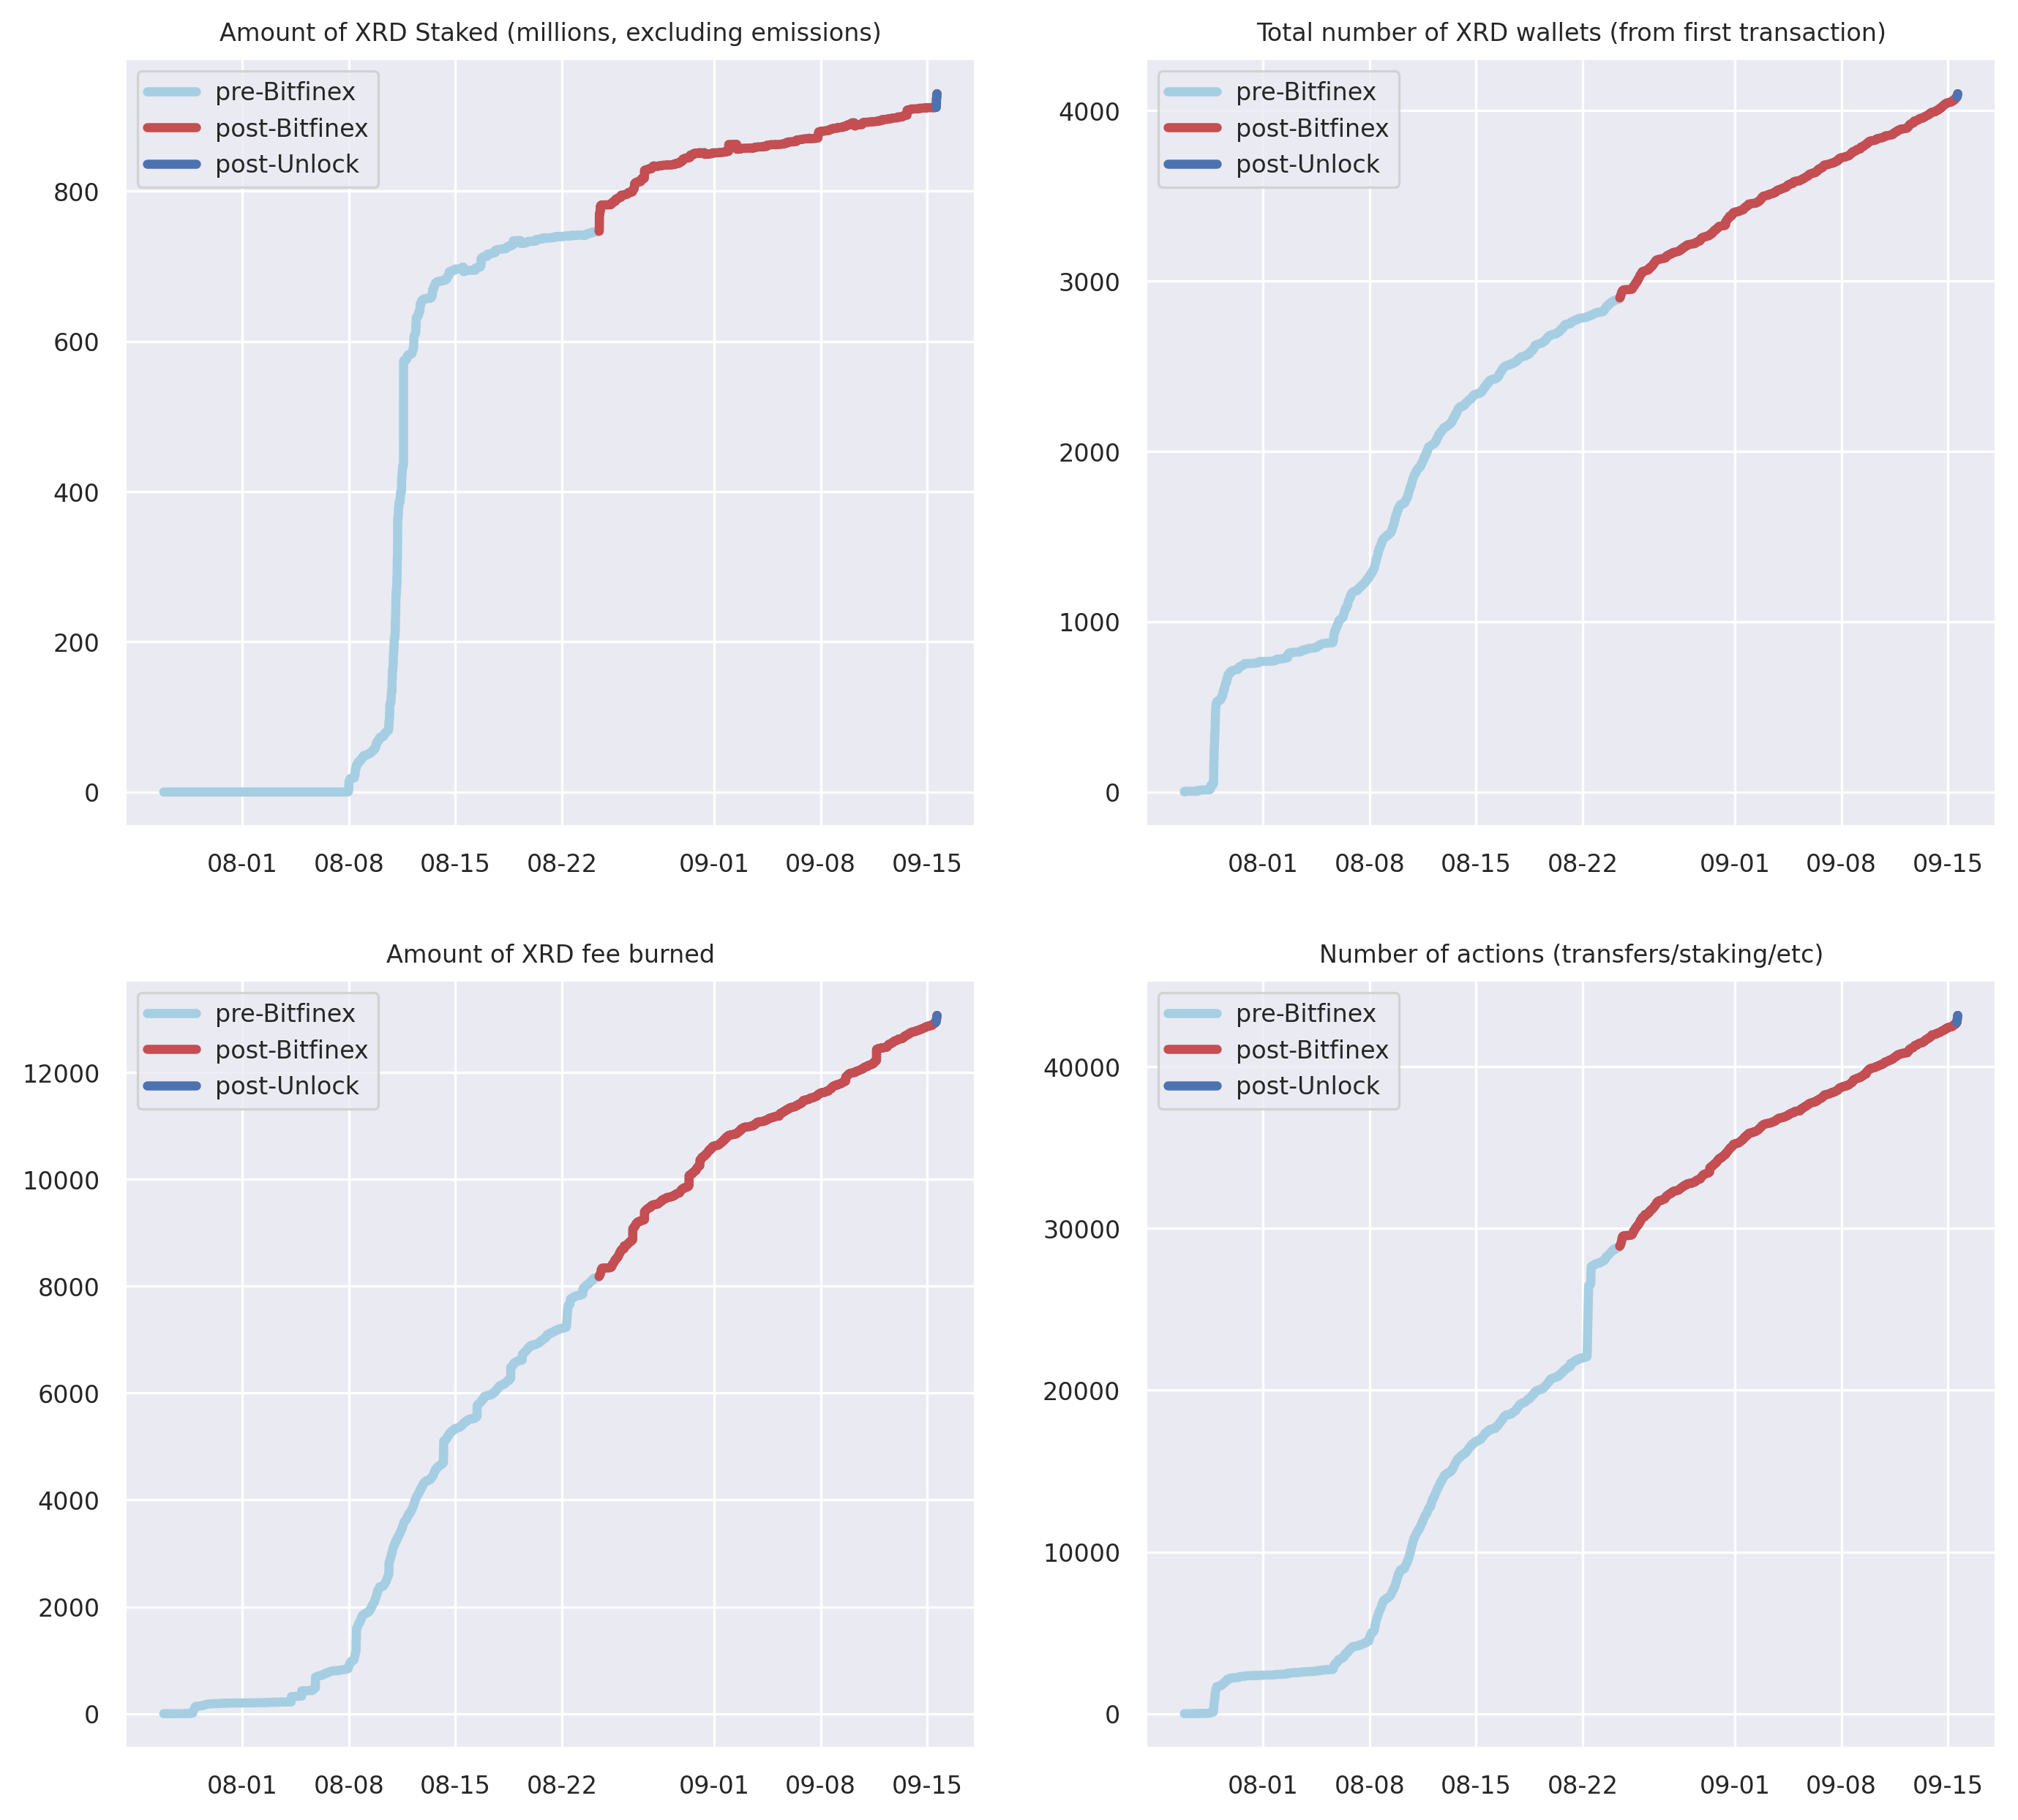 Amount of XRD Staked (millions, excluding emissions)
pre-Bitfinex
post-Bitfinex
post-Unlock
800
600
400
200
0
08-01 08-08 08-15 08-22 09-01 09-08 09-15
Total number of XRD wallets (from first transaction)
pre-Bitfinex
post-Bitfinex
post-Unlock
4000
3000
2000
1000
0
08-01 08-08 08-15 08-22 09-01 09-08 09-15
Amount of XRD fee burned
pre-Bitfinex
post-Bitfinex
post-Unlock
12000
10000
8000
6000
4000
2000
0
08-01 08-08 08-15 08-22 09-01 09-08 09-15
Number of actions (transfers/staking/etc)
pre-Bitfinex
post-Bitfinex
post-Unlock
40000
30000
20000
10000
0
08-01 08-08 08-15 08-22 09-01 09-08 09-15